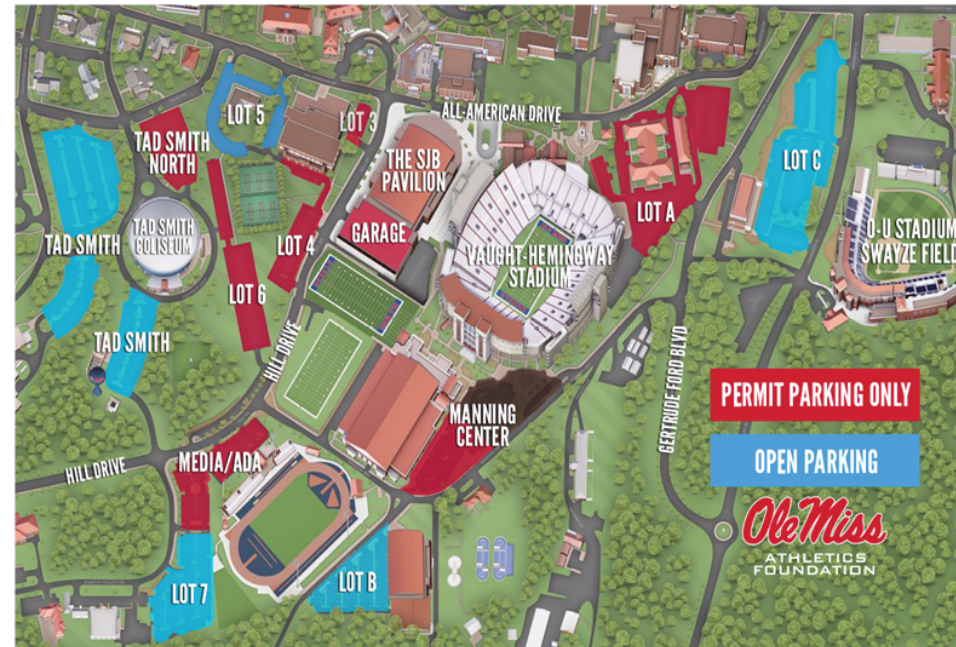 LOT 5
LOT 3
ALL-AMERICAN DRIVE
TAD SMITH
NORTH
THE SJB
PAVILION
LOT C
TAD SMITH
COLISEUM
TAD SMITH
LOT 4
GARAGE
LOT A
O-U STADIUM
SWAYZE FIELD
VAUGHT-HEMINGWAY
STADIUM
LOT 6
TAD SMITH
HILL DRIVE
GERTRUDE FORD BLVD
PERMIT PARKING ONLY
MANNING
CENTER
OPEN PARKING
MEDIA/ADA
HILL DRIVE
Ole Miss
ATHLETICS
FOUNDATION
LOT 7
LOT B